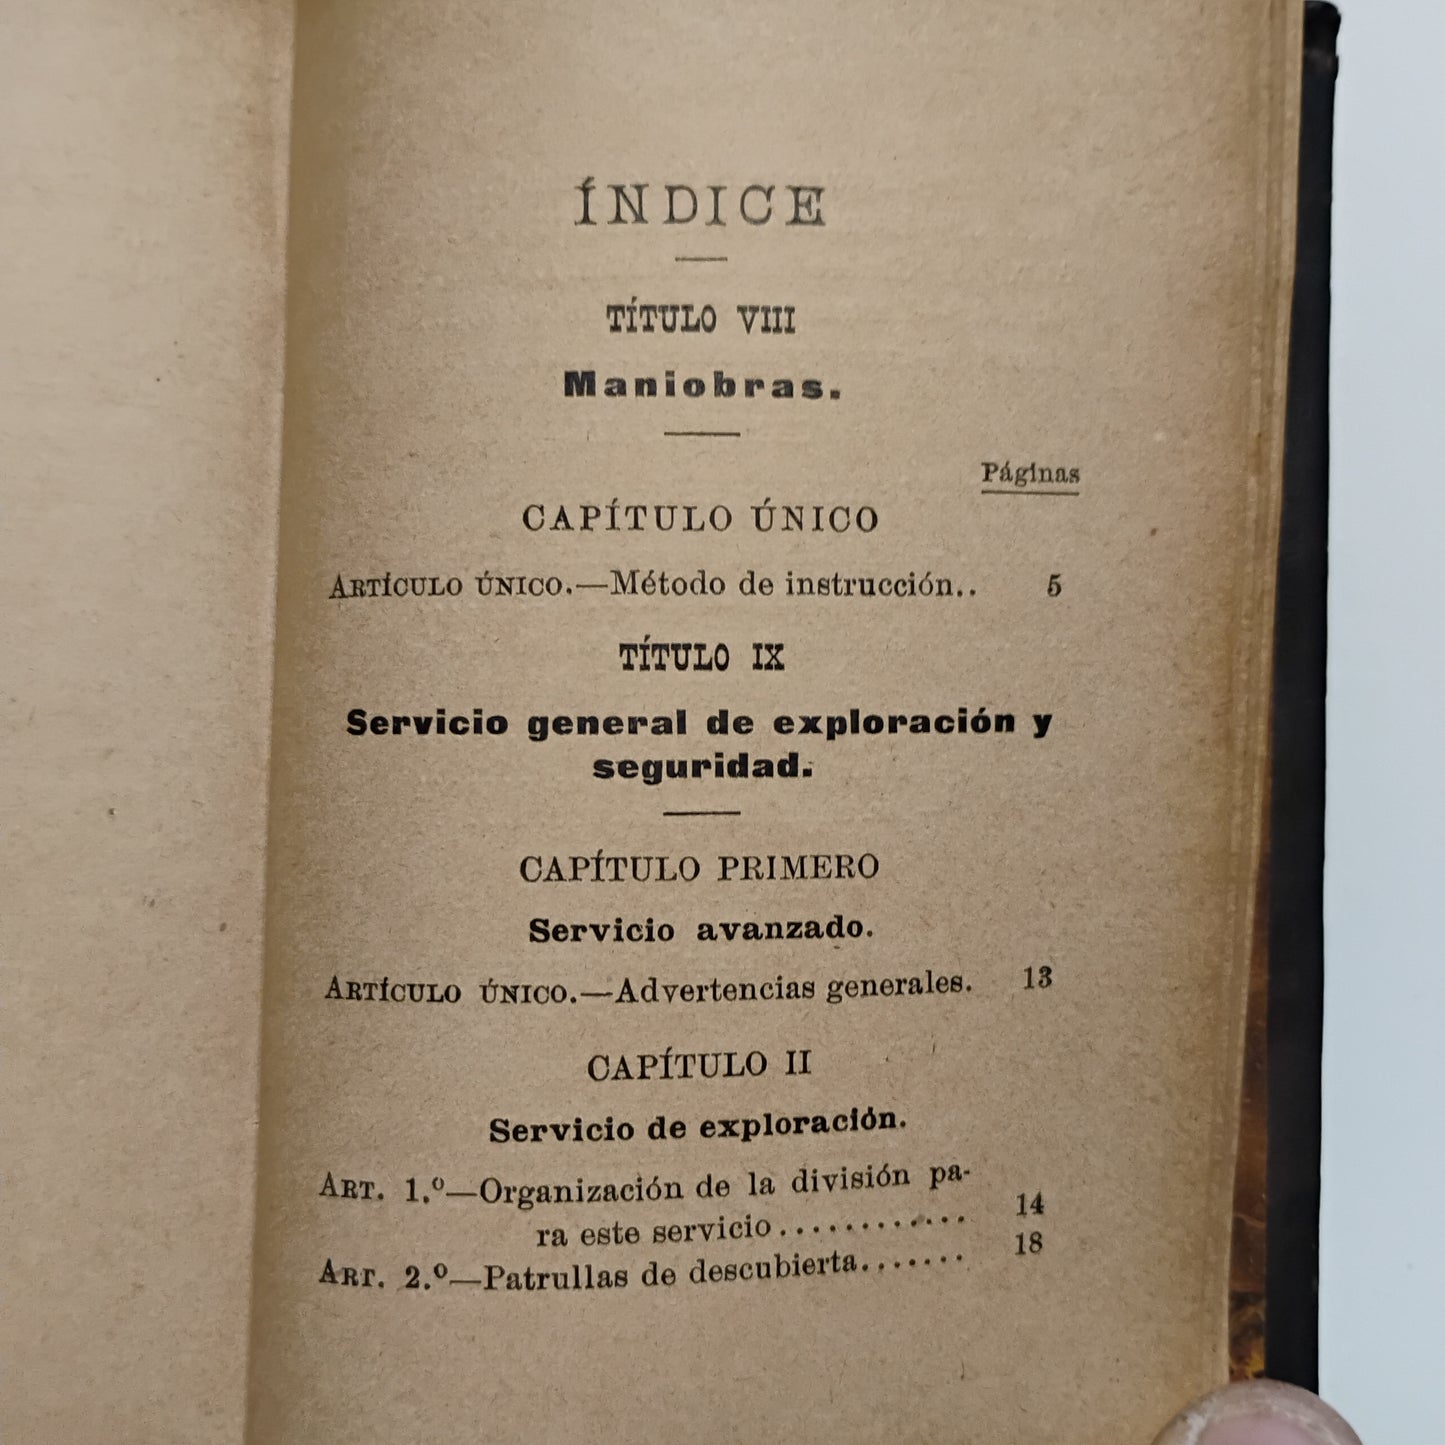 ÍNDICE
TÍTULO VIII
Maniobras.
Páginas
CAPÍTULO ÚNICO
ARTÍCULO ÚNICO.—Método de instrucción.. 5
TÍTULO IX
Servicio general de exploración y
seguridad.
CAPÍTULO PRIMERO
Servicio avanzado.
ARTÍCULO ÚNICO.—Advertencias generales. 13
CAPÍTULO II
Servicio de exploración.
ART. 1.º—Organización de la división pa-
ra este servicio............ 14
ART. 2.º—Patrullas de descubierta....... 18